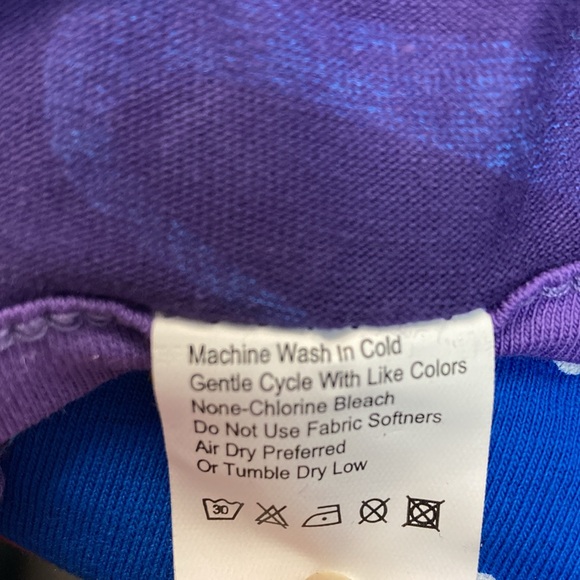 Machine Wash In Cold
Gentle Cycle With Like Colors
None-Chlorine Bleach
Do Not Use Fabric Softners
Air Dry Preferred
Or Tumble Dry Low
30